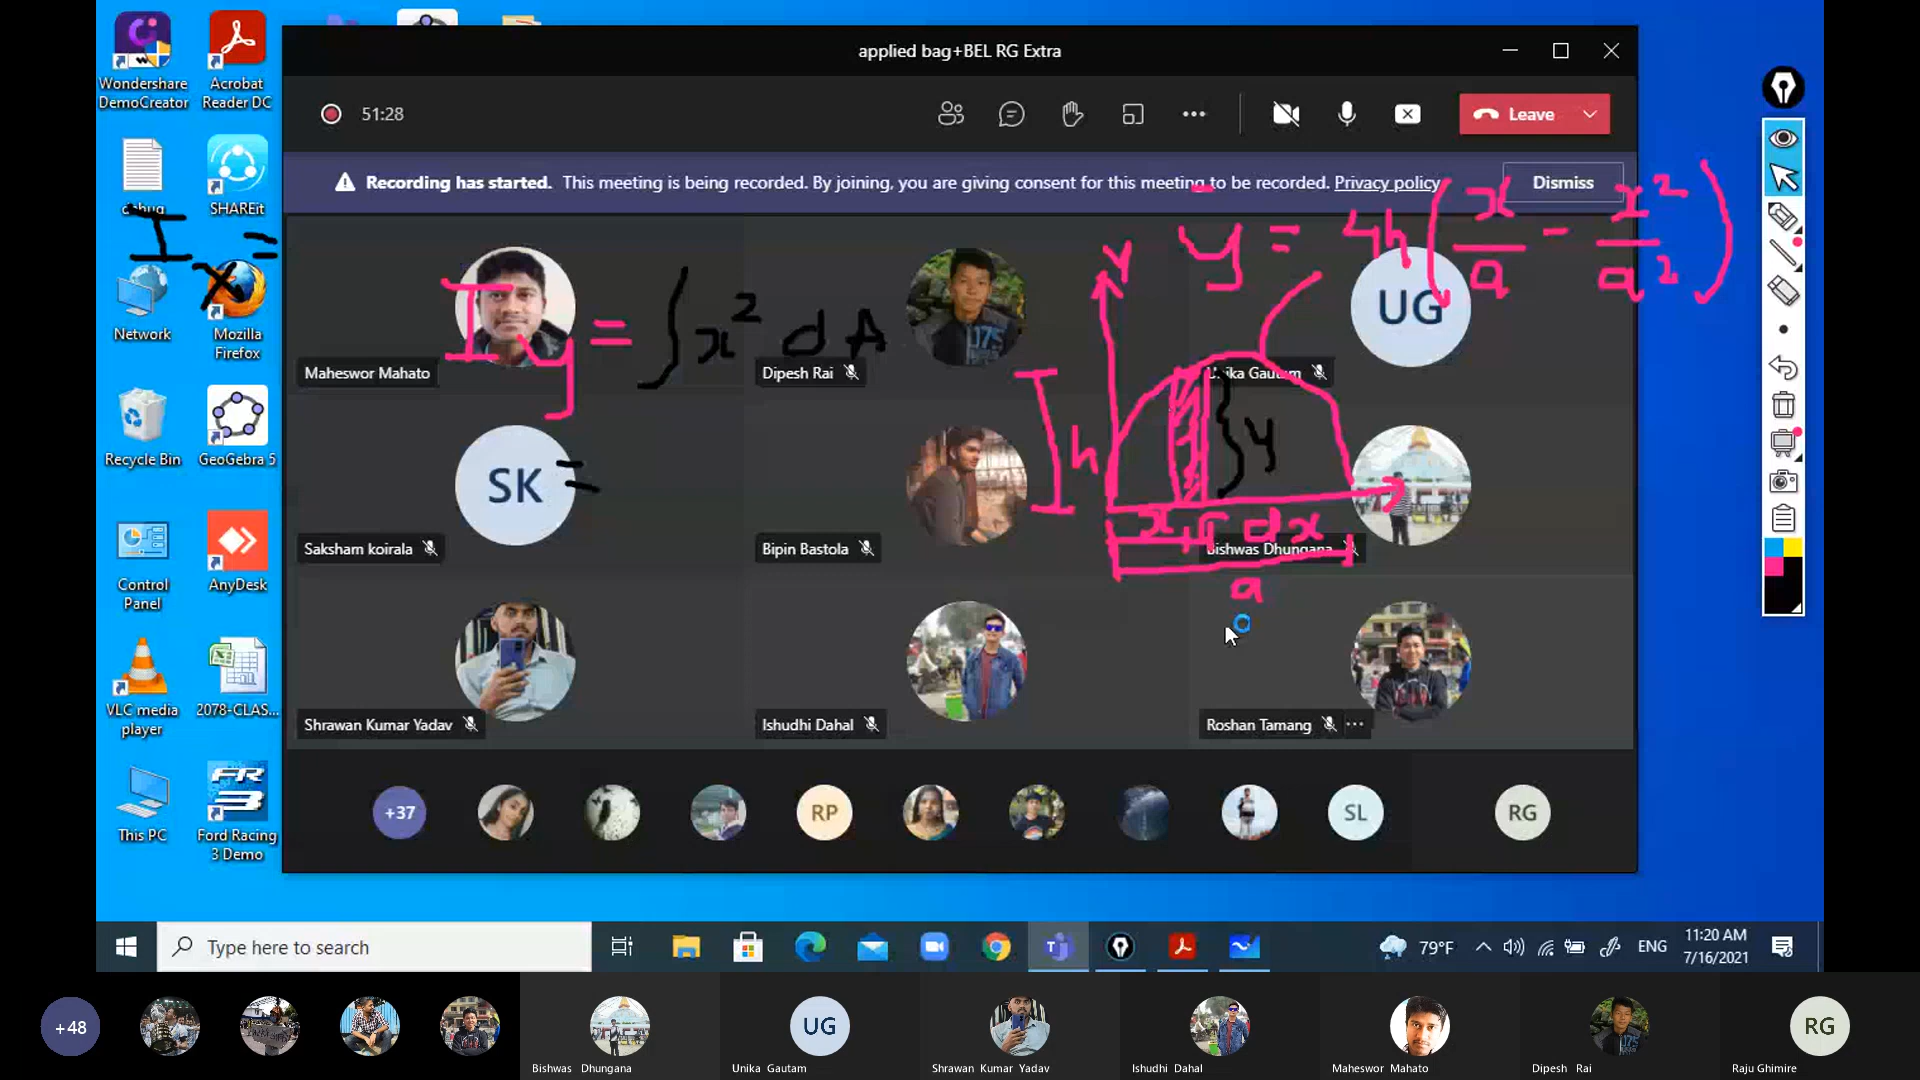 applied bag+BEL RG Extra
Wondershare DemoCreator
Acrobat Reader DC
51:28
Leave
Recording has started. This meeting is being recorded. By joining, you are giving consent for this meeting to be recorded. Privacy policy
Dismiss
SHAREit
I x =
y = 4h ( x/a - x²/a² )
Y
UG
I y = ∫ x² dA
Network
Mozilla Firefox
Maheswor Mahato
Dipesh Rai
Unika Gautam
h
y
Recycle Bin
GeoGebra 5
SK
=
x dx
Saksham koirala
Bipin Bastola
Bishwas Dhungana
a
Control Panel
AnyDesk
Shrawan Kumar Yadav
Ishudhi Dahal
Roshan Tamang
VLC media player
2078-CLAS...
+37
RP
SL
RG
This PC
Ford Racing 3 Demo
Type here to search
79°F
ENG
11:20 AM
7/16/2021
+48
UG
RG
Bishwas Dhungana
Unika Gautam
Shrawan Kumar Yadav
Ishudhi Dahal
Maheswor Mahato
Dipesh Rai
Raju Ghimire